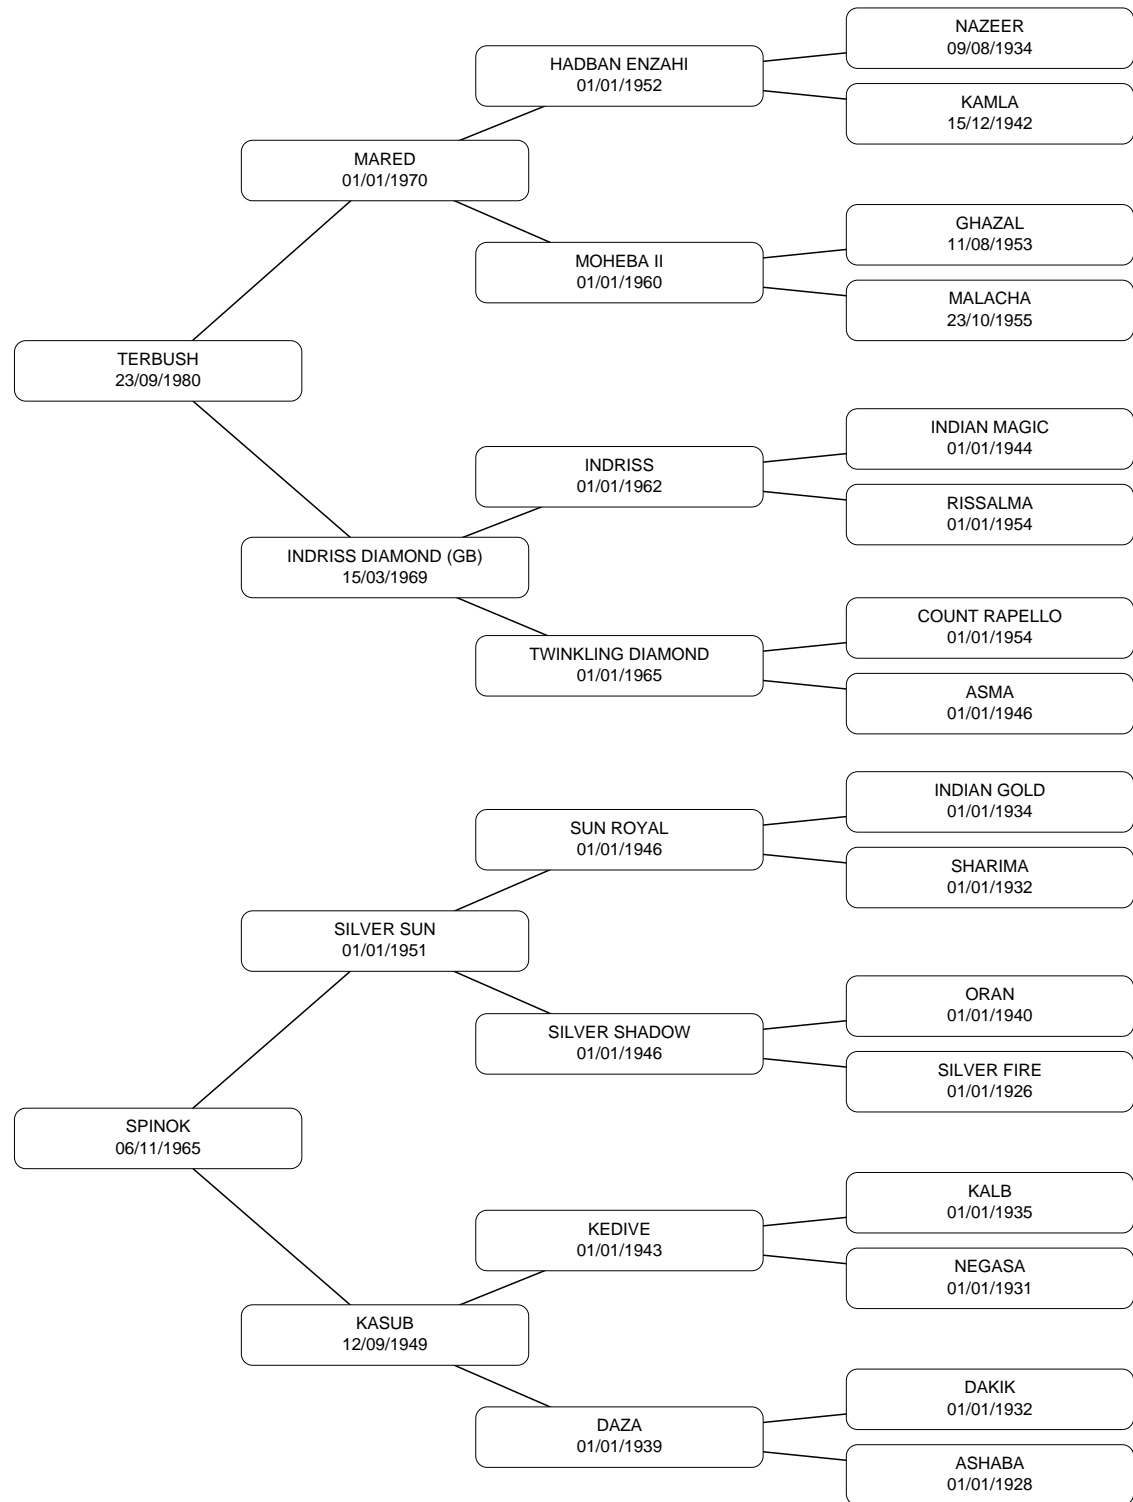 NAZEER
09/08/1934
HADBAN ENZAHI
01/01/1952
KAMLA
15/12/1942
MARED
01/01/1970
GHAZAL
11/08/1953
MOHEBA II
01/01/1960
MALACHA
23/10/1955
TERBUSH
23/09/1980
INDIAN MAGIC
01/01/1944
INDRISS
01/01/1962
RISSALMA
01/01/1954
INDRISS DIAMOND (GB)
15/03/1969
COUNT RAPELLO
01/01/1954
TWINKLING DIAMOND
01/01/1965
ASMA
01/01/1946
INDIAN GOLD
01/01/1934
SUN ROYAL
01/01/1946
SHARIMA
01/01/1932
SILVER SUN
01/01/1951
ORAN
01/01/1940
SILVER SHADOW
01/01/1946
SILVER FIRE
01/01/1926
SPINOK
06/11/1965
KALB
01/01/1935
KEDIVE
01/01/1943
NEGASA
01/01/1931
KASUB
12/09/1949
DAKIK
01/01/1932
DAZA
01/01/1939
ASHABA
01/01/1928